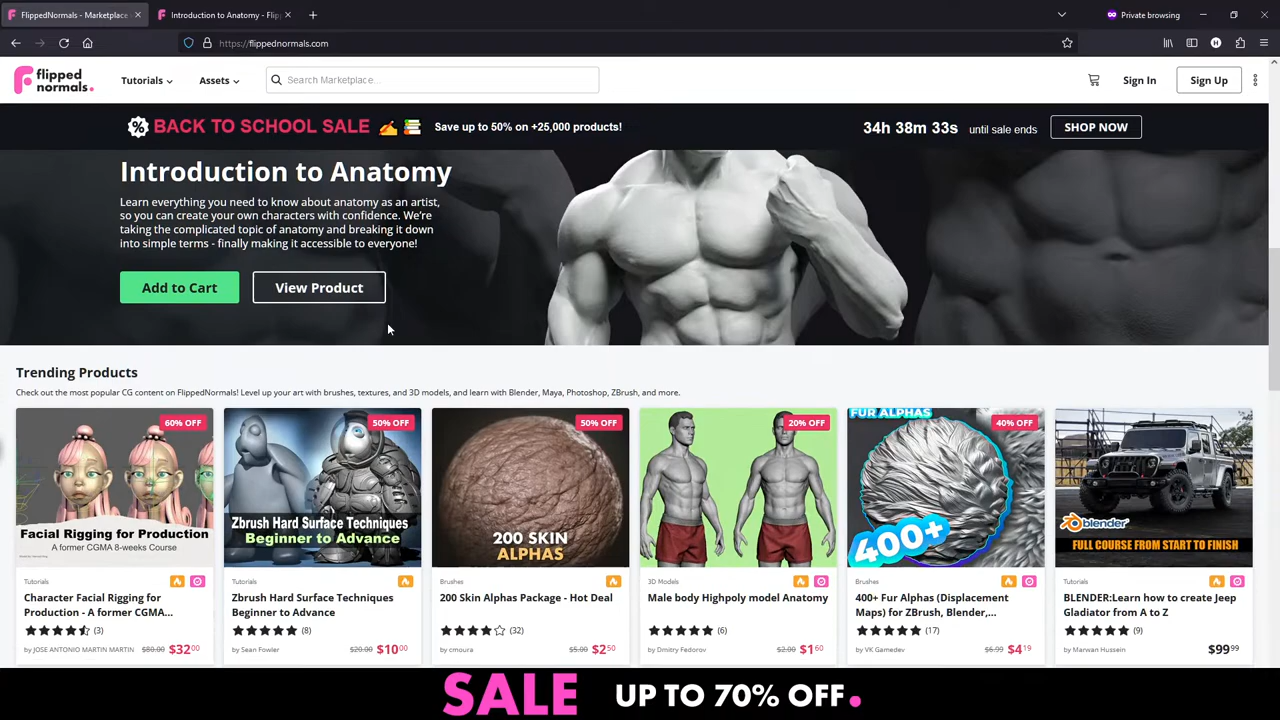 FlippedNormals - Marketplace
Introduction to Anatomy - Flip
Private browsing
https://flippednormals.com
flipped
normals.
Tutorials
Assets
Search Marketplace...
Sign In
Sign Up
BACK TO SCHOOL SALE
Save up to 50% on +25,000 products!
34h 38m 33s until sale ends
SHOP NOW
Introduction to Anatomy
Learn everything you need to know about anatomy as an artist,
so you can create your own characters with confidence. We're
taking the complicated topic of anatomy and breaking it down
into simple terms - finally making it accessible to everyone!
Add to Cart
View Product
Trending Products
Check out the most popular CG content on FlippedNormals! Level up your art with brushes, textures, and 3D models, and learn with Blender, Maya, Photoshop, ZBrush, and more.
60% OFF
Facial Rigging for Production
A former CGMA 8-weeks Course
Tutorials
Character Facial Rigging for
Production - A former CGMA...
(3)
by JOSE ANTONIO MARTIN MARTIN
$80.00 $32.00
50% OFF
Zbrush Hard Surface Techniques
Beginner to Advance
Tutorials
Zbrush Hard Surface Techniques
Beginner to Advance
(8)
by Sean Fowler
$20.00 $10.00
50% OFF
200 SKIN
ALPHAS
Brushes
200 Skin Alphas Package - Hot Deal
(32)
by cmoura
$5.00 $2.50
20% OFF
3D Models
Male body Highpoly model Anatomy
(6)
by Dmitry Fedorov
$2.00 $1.60
FUR ALPHAS
40% OFF
400+
Brushes
400+ Fur Alphas (Displacement
Maps) for ZBrush, Blender,...
(17)
by VK Gamedev
$6.99 $4.19
blender
FULL COURSE FROM START TO FINISH
Tutorials
BLENDER:Learn how to create Jeep
Gladiator from A to Z
(9)
by Marwan Hussein
$99.99
SALE UP TO 70% OFF.